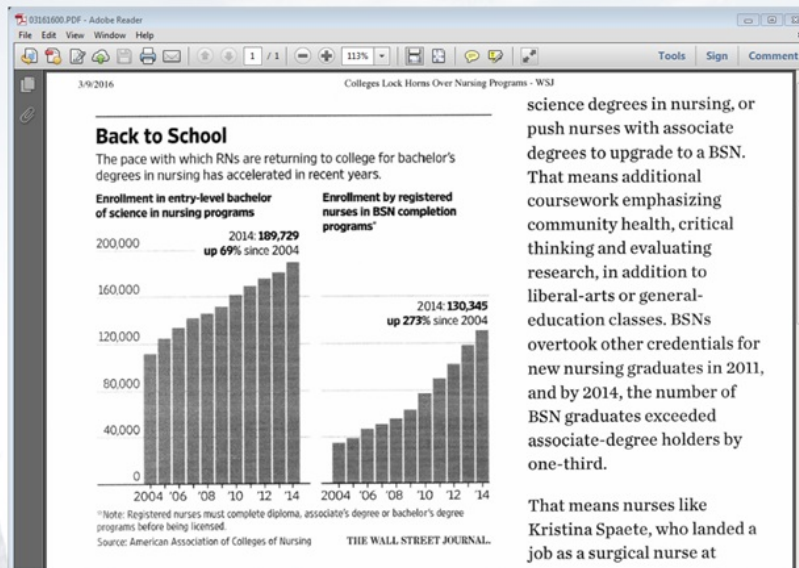 03161600.PDF - Adobe Reader
File Edit View Window Help
1 / 1
113%
Tools Sign Comment
3/9/2016
Colleges Lock Horns Over Nursing Programs - WSJ
Back to School
The pace with which RNs are returning to college for bachelor's
degrees in nursing has accelerated in recent years.
Enrollment in entry-level bachelor
of science in nursing programs
2014: 189,729
up 69% since 2004
200,000
160,000
120,000
80,000
40,000
0
2004 '06 '08 '10 '12 '14
Enrollment by registered
nurses in BSN completion
programs*
2014: 130,345
up 273% since 2004
2004 '06 '08 '10 '12 '14
*Note: Registered nurses must complete diploma, associate's degree or bachelor's degree
programs before being licensed.
Source: American Association of Colleges of Nursing
THE WALL STREET JOURNAL.
science degrees in nursing, or
push nurses with associate
degrees to upgrade to a BSN.
That means additional
coursework emphasizing
community health, critical
thinking and evaluating
research, in addition to
liberal-arts or general-
education classes. BSNs
overtook other credentials for
new nursing graduates in 2011,
and by 2014, the number of
BSN graduates exceeded
associate-degree holders by
one-third.
That means nurses like
Kristina Spaete, who landed a
job as a surgical nurse at